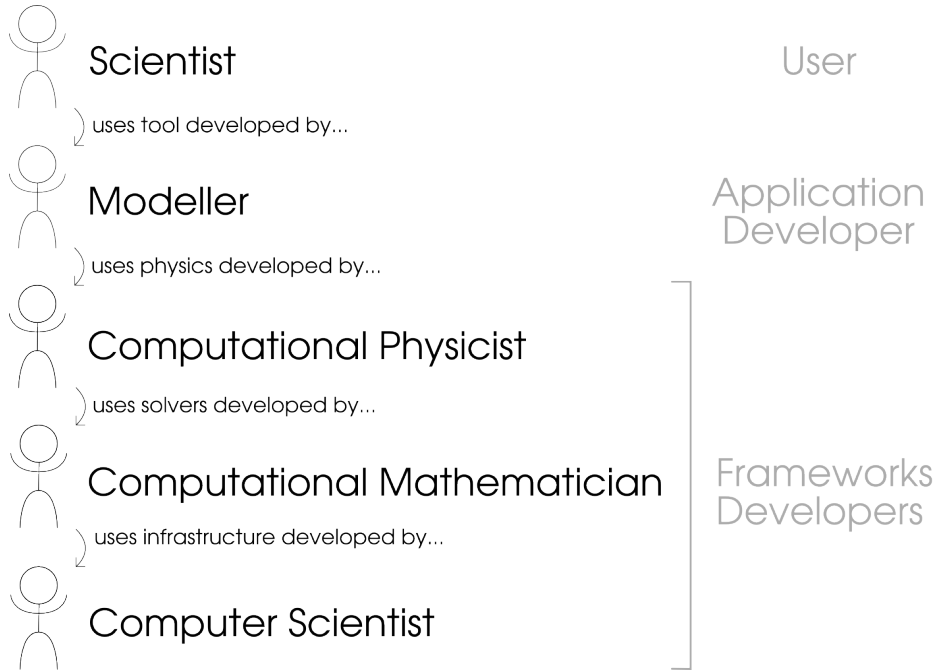 Scientist
User
uses tool developed by...
Modeller
Application
Developer
uses physics developed by...
Computational Physicist
uses solvers developed by...
Computational Mathematician
Frameworks
Developers
uses infrastructure developed by...
Computer Scientist